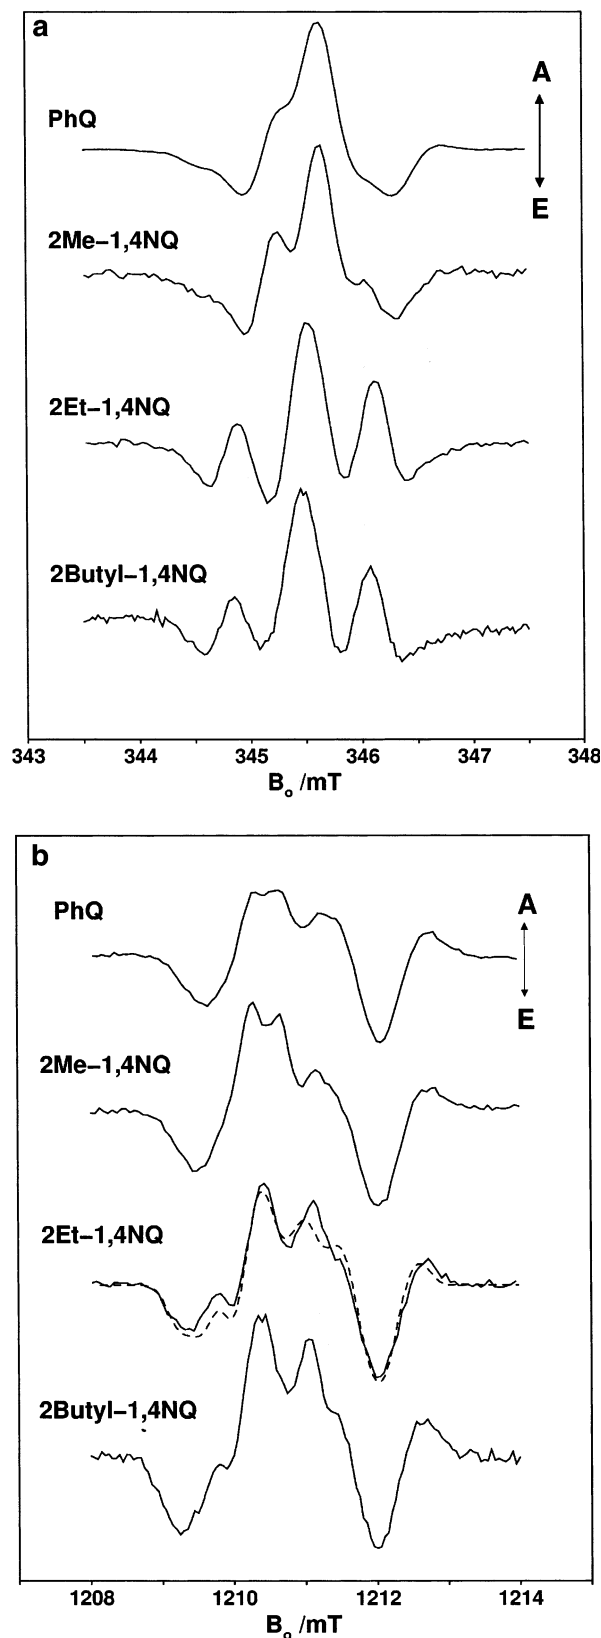 a
A
PhQ
E
2Me–1,4NQ
2Et–1,4NQ
2Butyl–1,4NQ
343 344 345 346 347 348
Bo /mT
b
A
PhQ
E
2Me–1,4NQ
2Et–1,4NQ
2Butyl–1,4NQ
1208 1210 1212 1214
Bo /mT